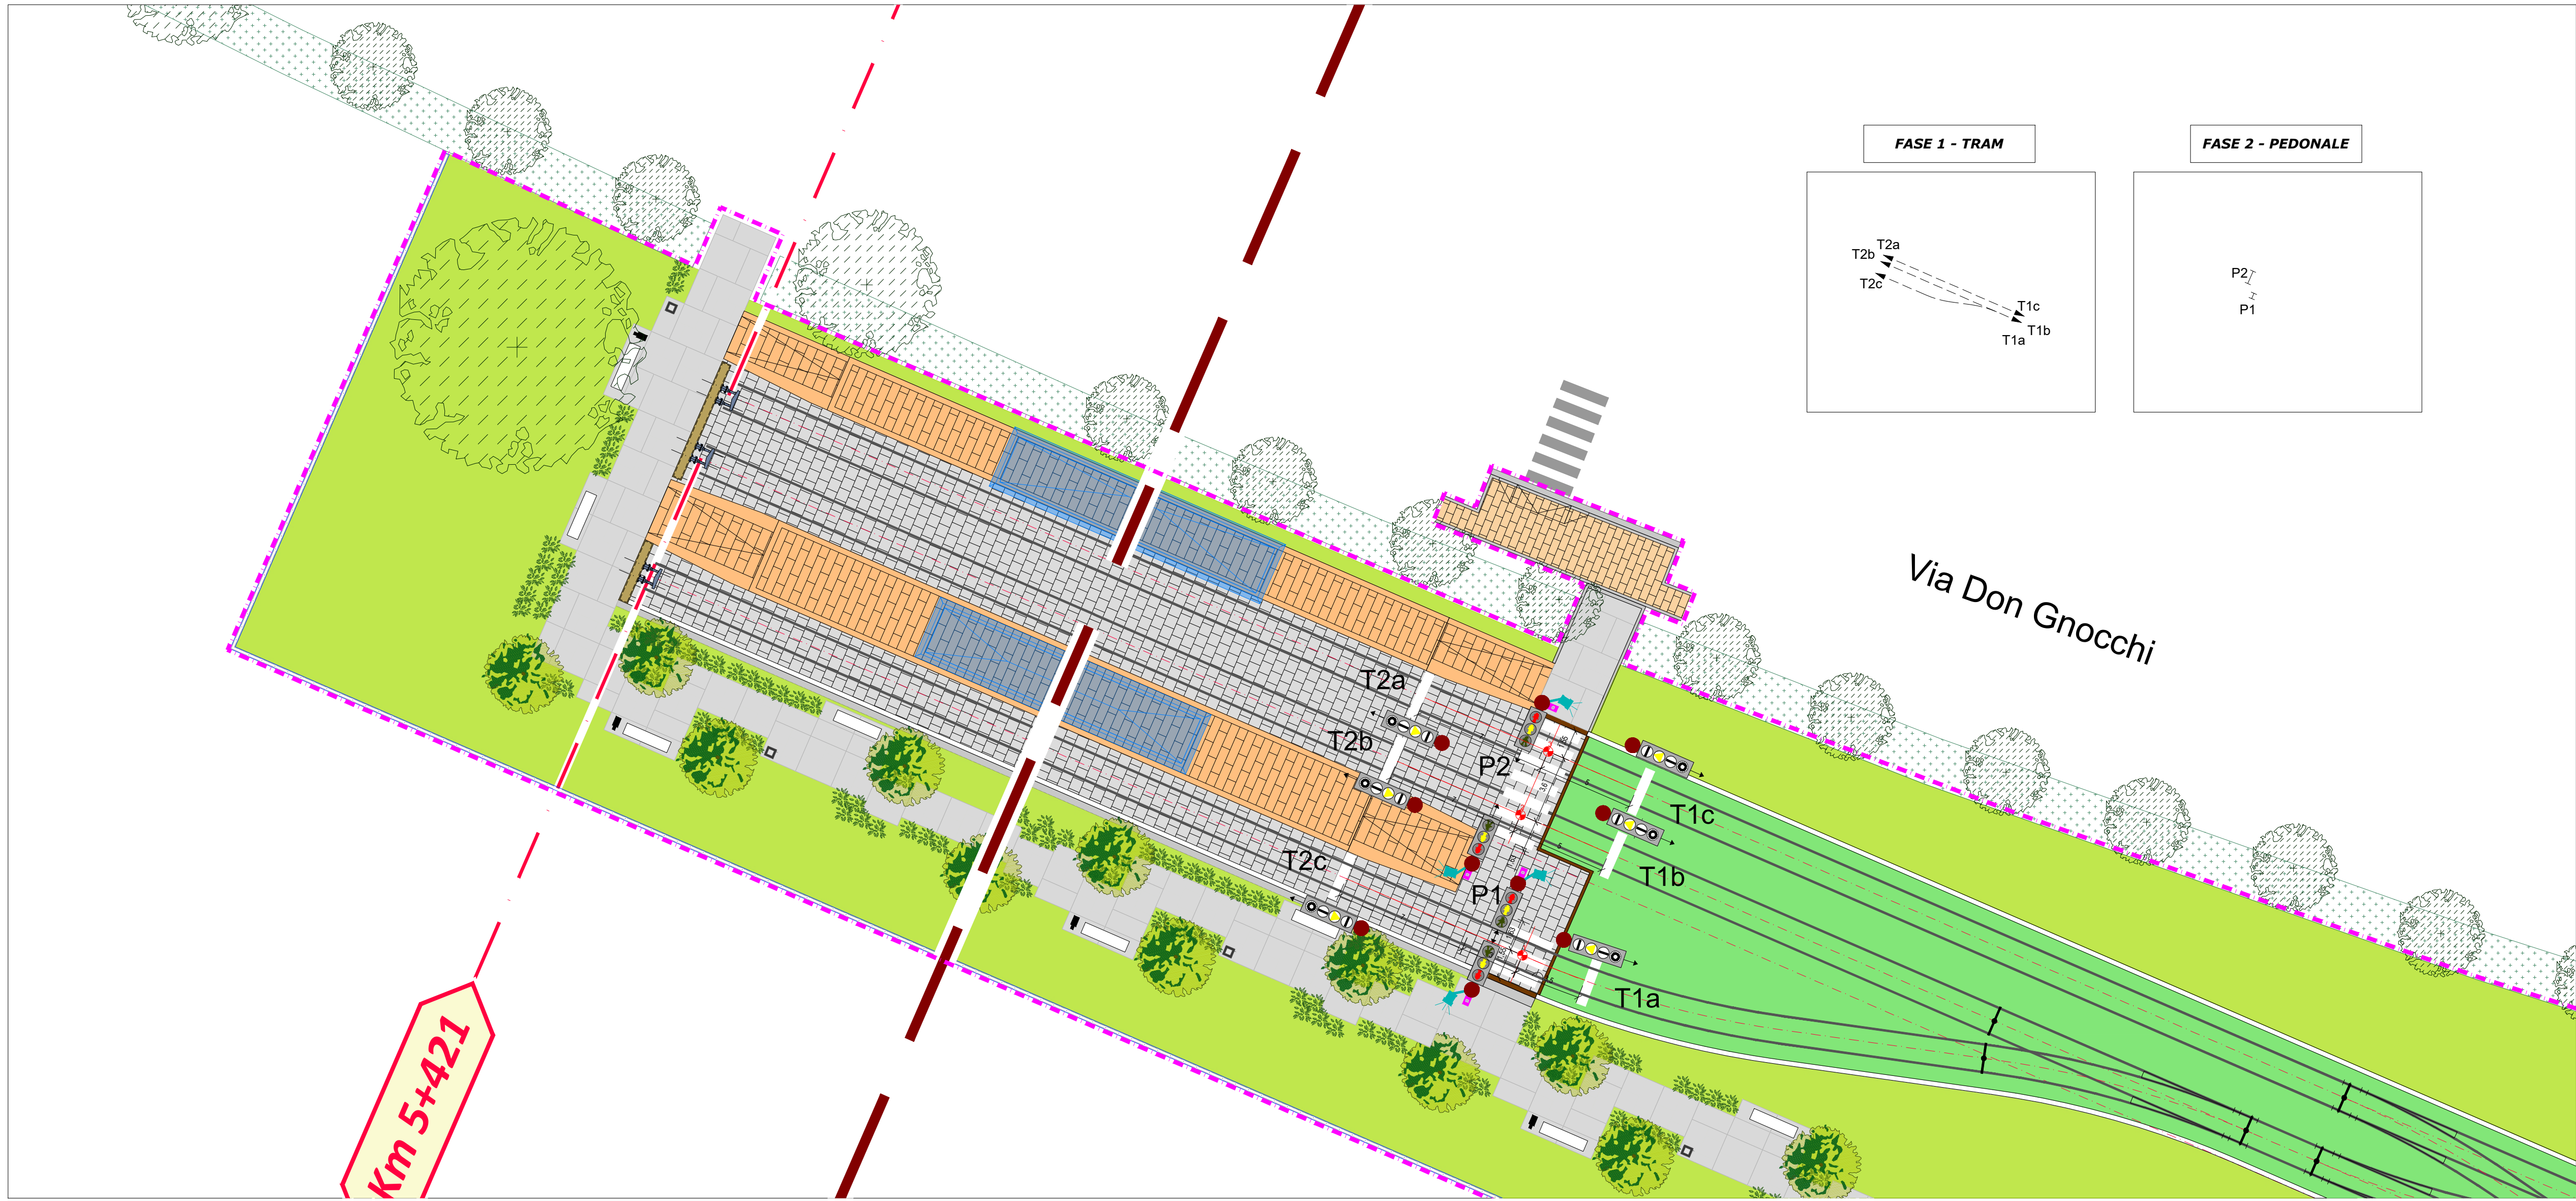 FASE 1 - TRAM
FASE 2 - PEDONALE
T2a
T2b
T2c
T1c
T1b
T1a
P2
P1
Via Don Gnocchi
T2a
T2b
P2
T1c
T2c
P1
T1b
T1a
Km 5+421